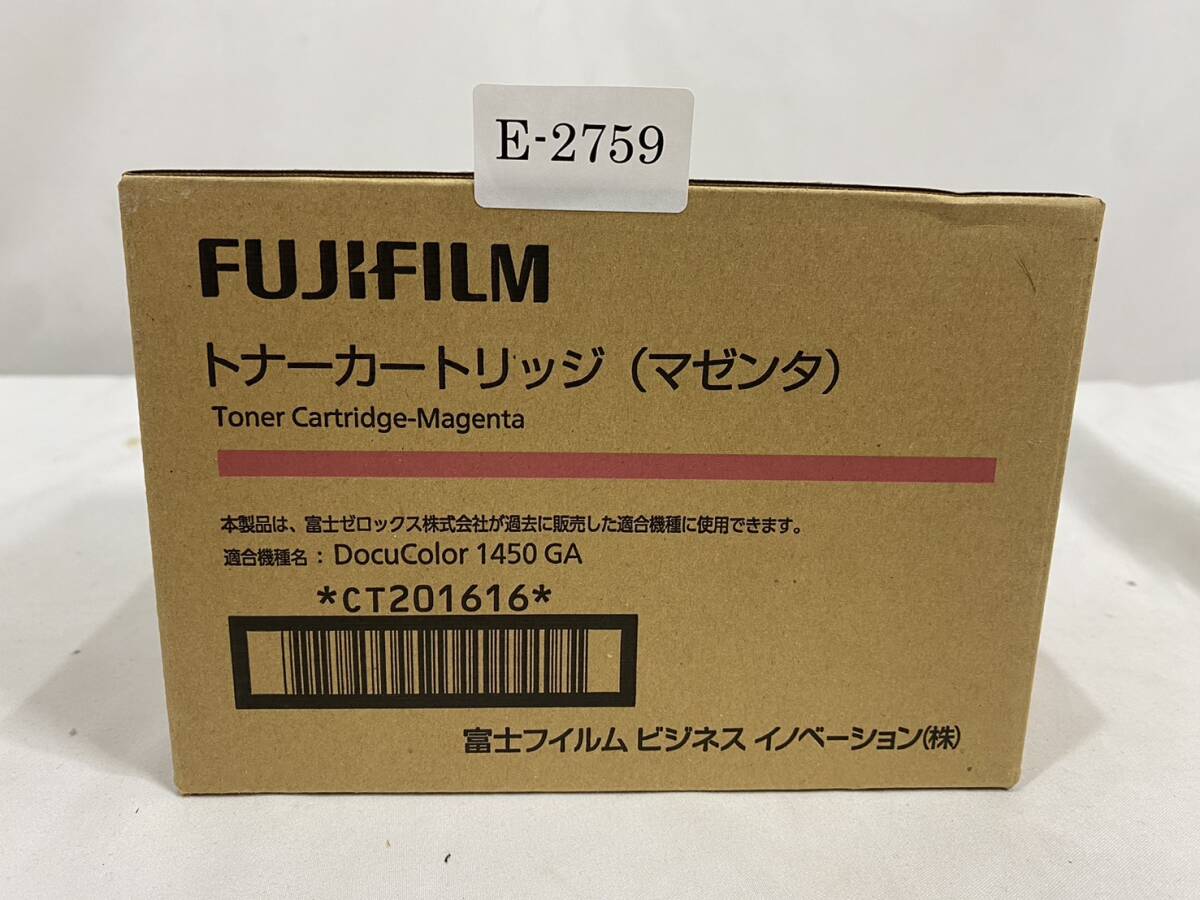 E-2759
FUJIFILM
トナーカートリッジ（マゼンタ）
Toner Cartridge-Magenta
本製品は、富士ゼロックス株式会社が過去に販売した適合機種に使用できます。
適合機種名：DocuColor 1450 GA
*CT201616*
富士フイルム ビジネス イノベーション(株)